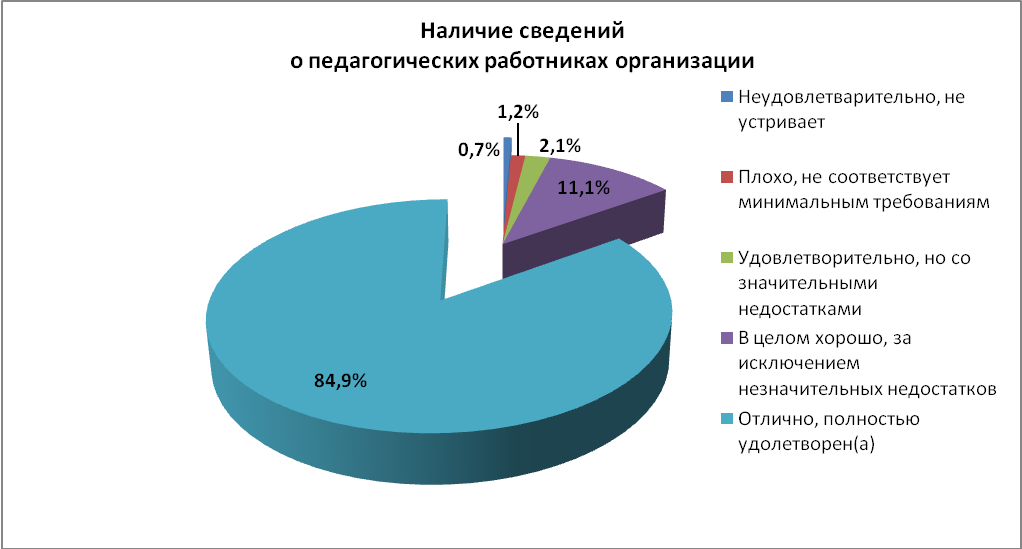 Наличие сведений
о педагогических работниках организации
1,2%
0,7%
2,1%
11,1%
84,9%
Неудовлетварительно, не
устривает
Плохо, не соответствует
минимальным требованиям
Удовлетворительно, но со
значительными
недостатками
В целом хорошо, за
исключением
незначительных недостатков
Отлично, полностью
удолетворен(а)